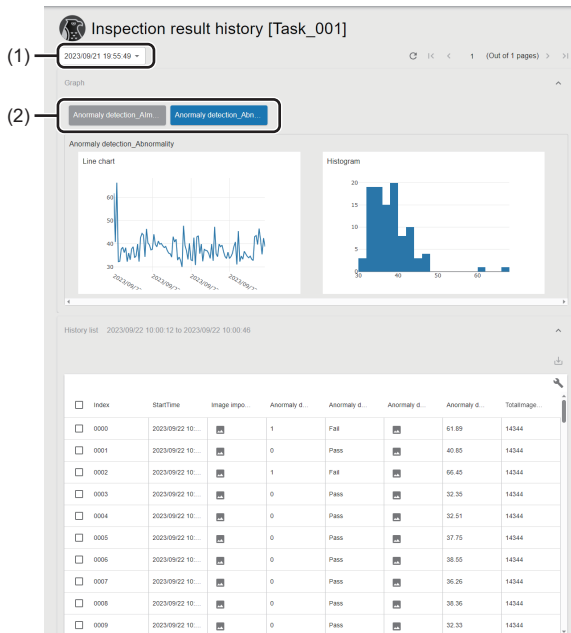 Inspection result history [Task_001]
(1)
2023/09/21 19:55:49
1 (Out of 1 pages)
Graph
(2)
Anormaly detection_Alm... Anormaly detection_Abn...
Anormaly detection_Abnormality
Line chart
60
50
40
30
2023/09/... 2023/09/... 2023/09/... 2023/09/...
Histogram
20
15
10
5
0
30 40 50 60
History list 2023/09/22 10:00:12 to 2023/09/22 10:00:46
Index StartTime Image impo... Anormaly d... Anormaly d... Anormaly d... Anormaly d... TotalImage...
0000 2023/09/22 10:... 1 Fail 61.89 14344
0001 2023/09/22 10:... 0 Pass 40.85 14344
0002 2023/09/22 10:... 1 Fail 66.45 14344
0003 2023/09/22 10:... 0 Pass 32.35 14344
0004 2023/09/22 10:... 0 Pass 32.51 14344
0005 2023/09/22 10:... 0 Pass 37.75 14344
0006 2023/09/22 10:... 0 Pass 38.55 14344
0007 2023/09/22 10:... 0 Pass 36.26 14344
0008 2023/09/22 10:... 0 Pass 38.36 14344
0009 2023/09/22 10:... 0 Pass 32.33 14344